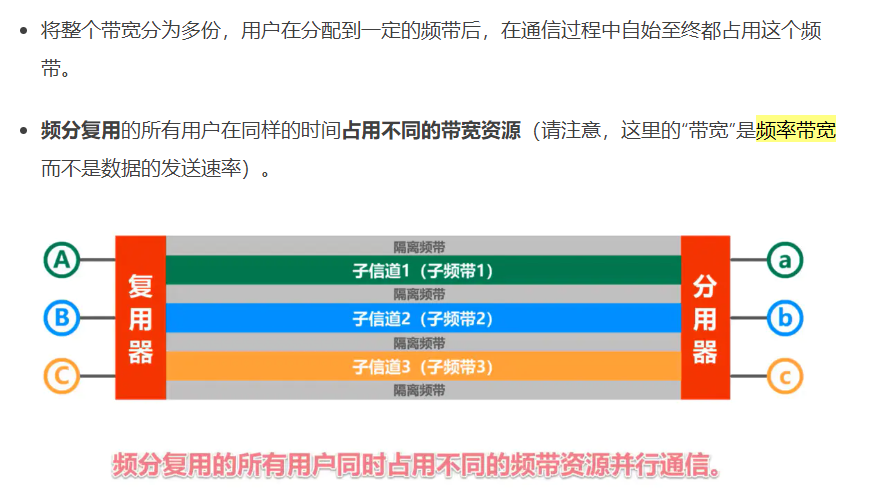 将整个带宽分为多份，用户在分配到一定的频带后，在通信过程中自始至终都占用这个频
带。
频分复用的所有用户在同样的时间占用不同的带宽资源（请注意，这里的“带宽”是频率带宽
而不是数据的发送速率）。
隔离频带
A
子信道1（子频带1）
a
隔离频带
复用器
B
子信道2（子频带2）
分用器
b
隔离频带
C
子信道3（子频带3）
c
隔离频带
频分复用的所有用户同时占用不同的频带资源并行通信。